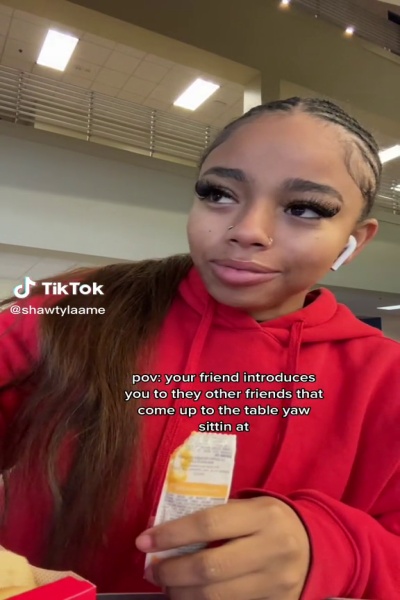 TikTok
@shawtylaame
pov: your friend introduces
you to they other friends that
come up to the table yaw
sittin at